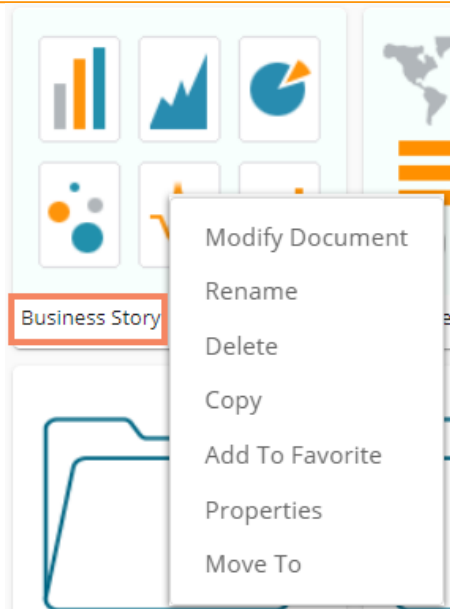 Business Story
Modify Document
Rename
Delete
Copy
Add To Favorite
Properties
Move To